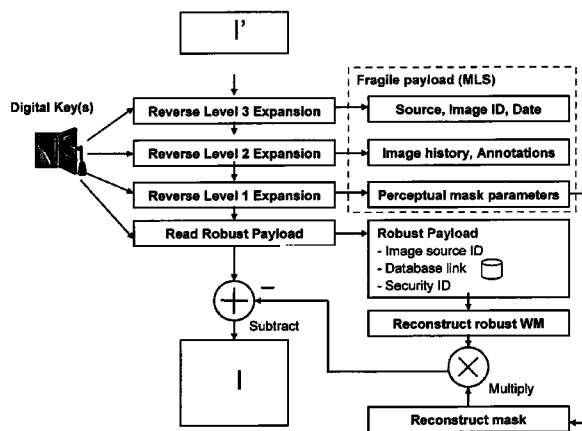 I'
Fragile payload (MLS)
Digital Key(s)
Reverse Level 3 Expansion
Source, Image ID, Date
Reverse Level 2 Expansion
Image history, Annotations
Reverse Level 1 Expansion
Perceptual mask parameters
Read Robust Payload
Robust Payload
- Image source ID
- Database link
- Security ID
Subtract
Reconstruct robust WM
I
Multiply
Reconstruct mask